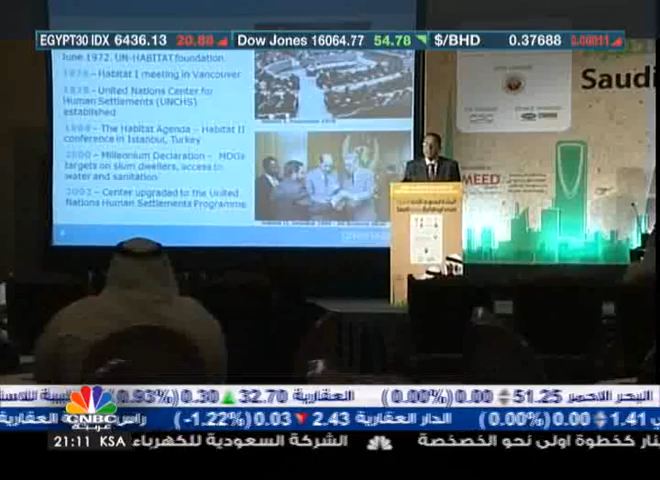 EGYPT30 IDX 6436.13 20.88 Dow Jones 16064.77 54.78 $/BHD 0.37688 0.00011
June 1972. UN-HABITAT foundation.
1976 – Habitat I meeting in Vancouver
1978 – United Nations Center for
Human Settlements (UNCHS)
established
1996 – The Habitat Agenda – Habitat II
conference in Istanbul, Turkey
2000 – Millennium Declaration – MDGs
targets on slum dwellers, access to
water and sanitation
2002 – Center upgraded to the United
Nations Human Settlements Programme
Saudi
MEED
البحر الاحمر 51.25 0.00 (0.00%) العقارية 32.70 0.30 (0.93%)
1.41 0.00 (0.00%) الدار العقارية 2.43 0.03 (-1.22%)
CNBC
عربية
21:11 KSA
كخطوة اولى نحو الخصخصة الشركة السعودية للكهرباء